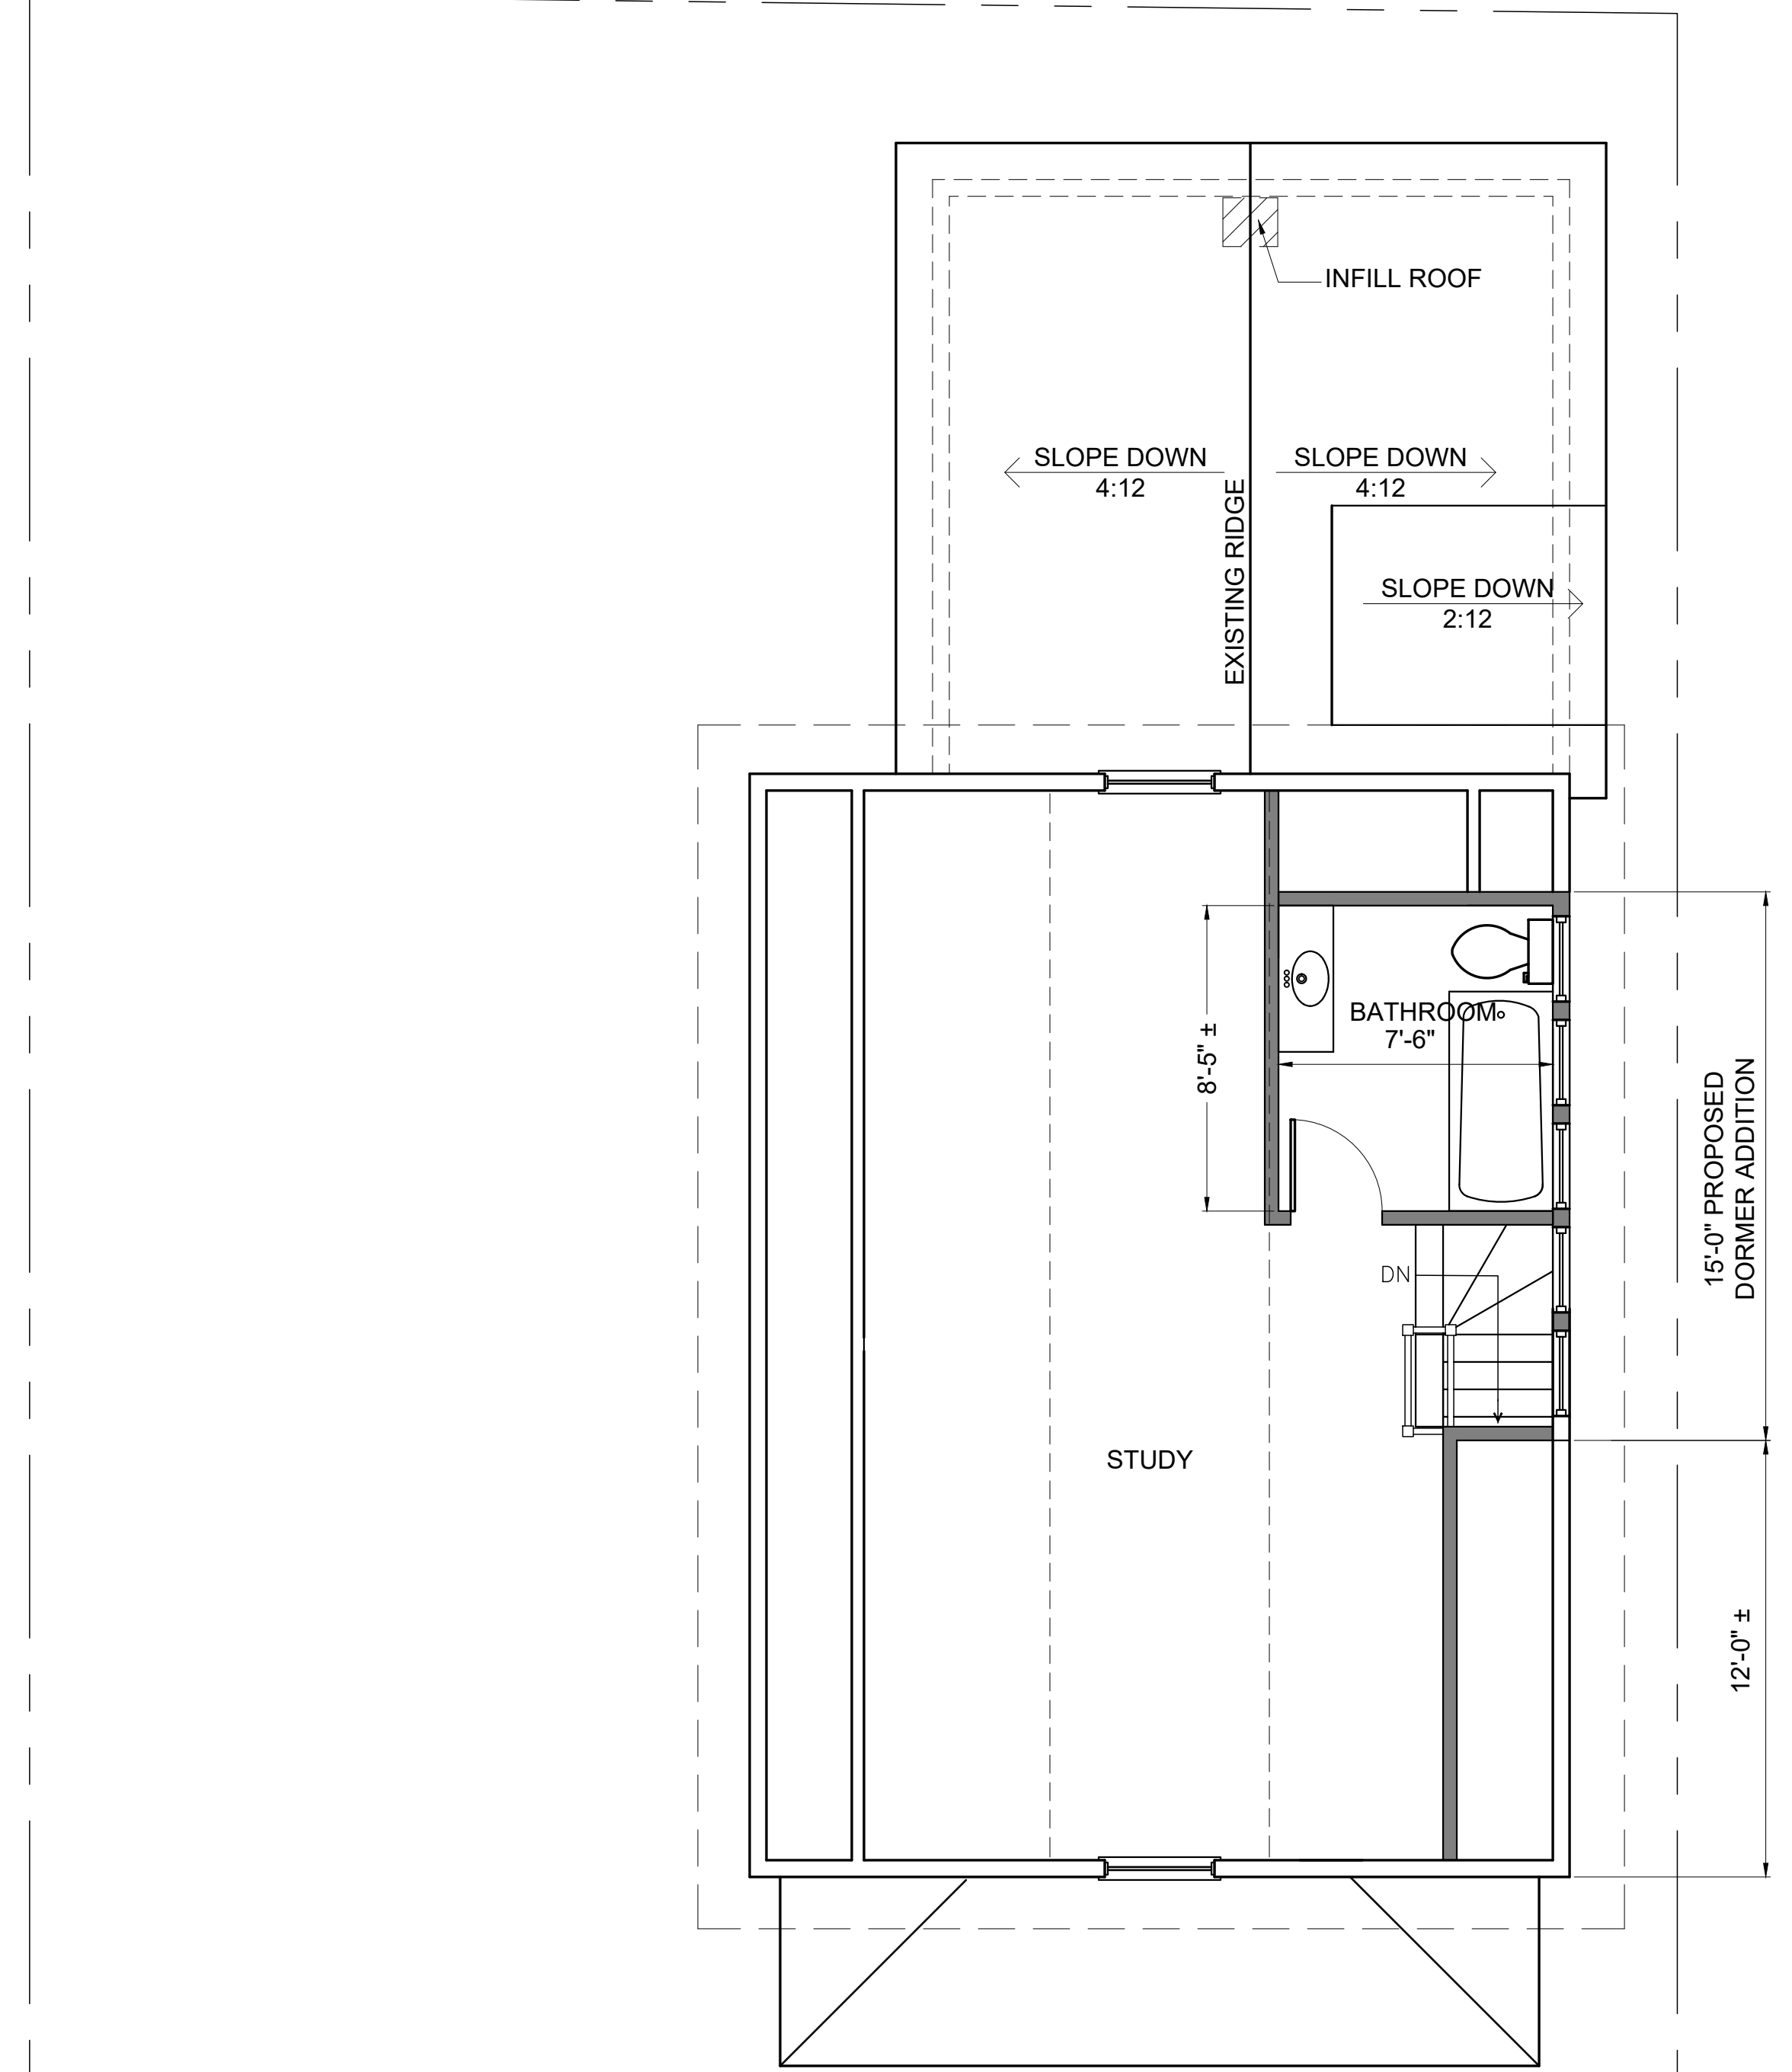 INFILL ROOF
SLOPE DOWN
4:12
SLOPE DOWN
4:12
EXISTING RIDGE
SLOPE DOWN
2:12
BATHROOM
7'-6"
8'-5" ±
15'-0" PROPOSED
DORMER ADDITION
DN
STUDY
12'-0" ±